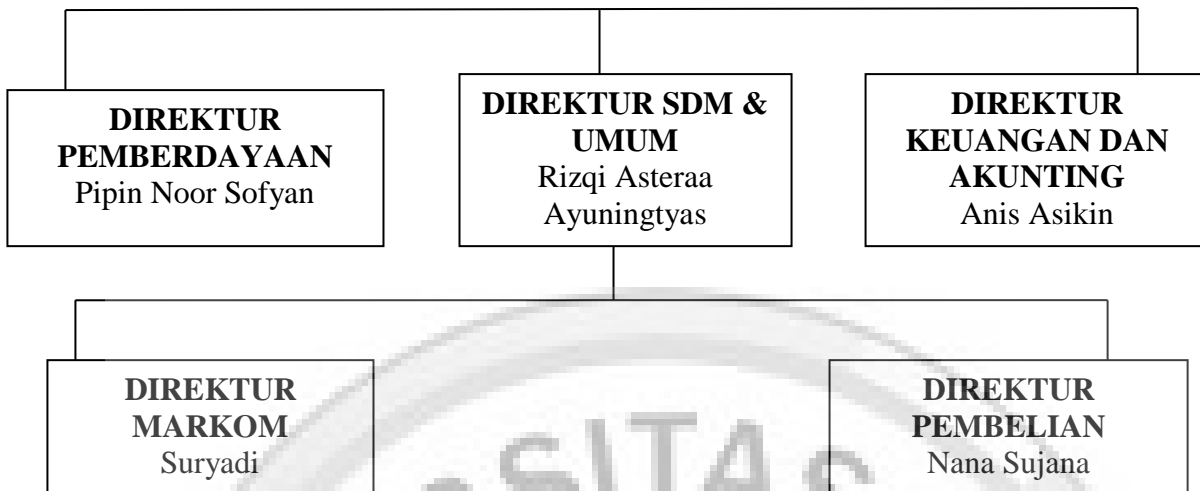 DIREKTUR
PEMBERDAYAAN
Pipin Noor Sofyan
DIREKTUR SDM &
UMUM
Rizqi Asteraa
Ayuningtyas
DIREKTUR
KEUANGAN DAN
AKUNTING
Anis Asikin
DIREKTUR
MARKOM
Suryadi
DIREKTUR
PEMBELIAN
Nana Sujana
SITAS